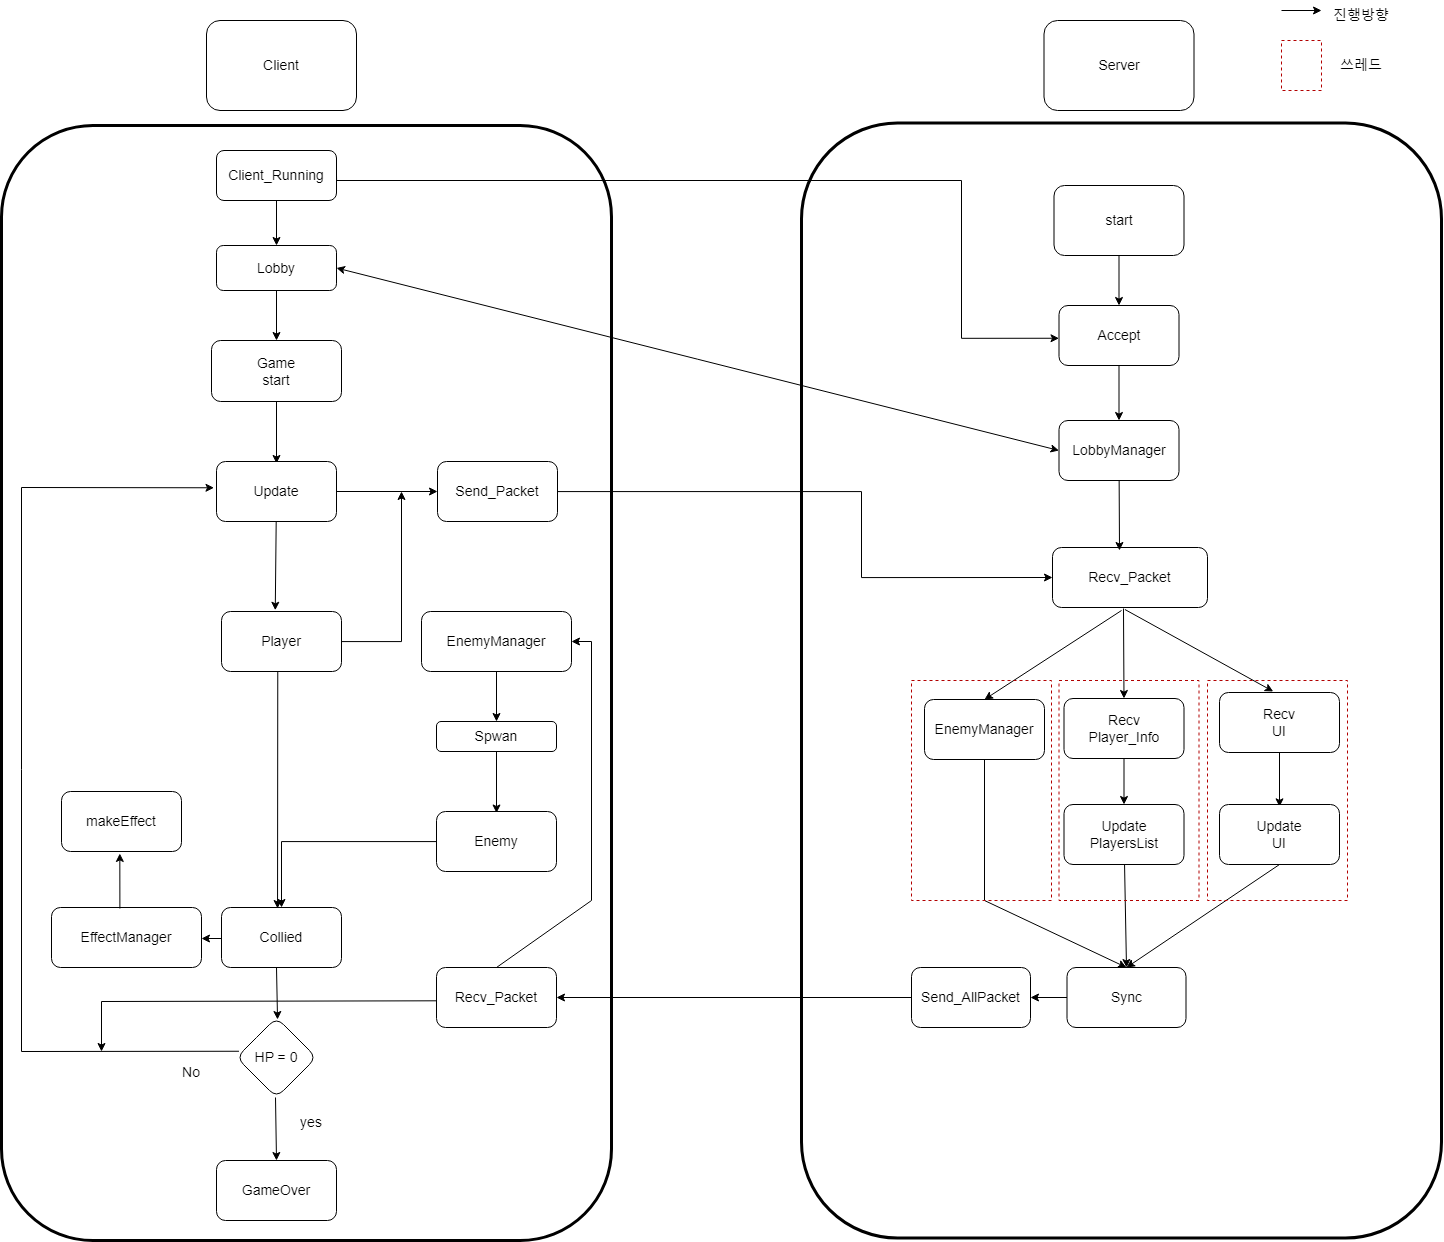 Client
Server
진행방향
쓰레드
Client_Running
Lobby
Game
start
Update
Send_Packet
Player
EnemyManager
Spwan
Enemy
makeEffect
EffectManager
Collied
Recv_Packet
HP = 0
No
yes
GameOver
start
Accept
LobbyManager
Recv_Packet
EnemyManager
Recv
Player_Info
Recv
UI
Update
PlayersList
Update
UI
Send_AllPacket
Sync